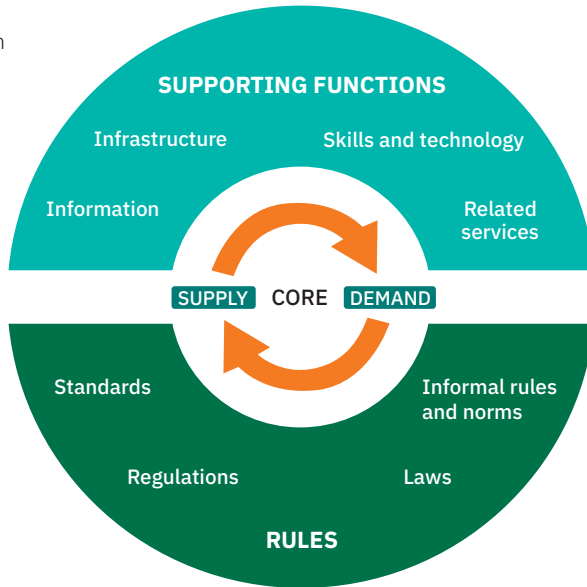 SUPPORTING FUNCTIONS
Infrastructure
Skills and technology
Information
Related
services
SUPPLY CORE DEMAND
Standards
Informal rules
and norms
Regulations
Laws
RULES